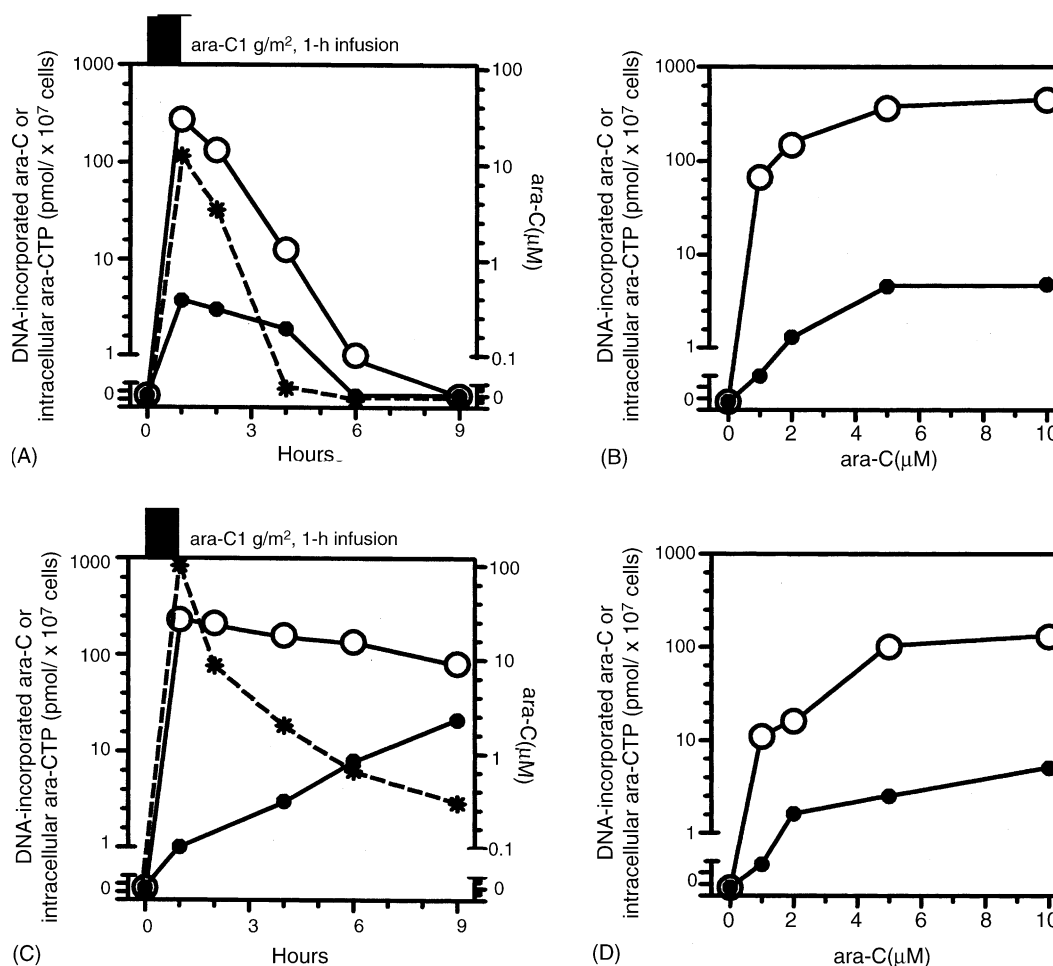 ara-C1 g/m², 1-h infusion
DNA-incorporated ara-C or
intracellular ara-CTP (pmol/ x 10⁷ cells)
1000
100
10
1
0
100
10
1
0.1
0
ara-C(μM)
0 3 6 9
Hours
(A)
DNA-incorporated ara-C or
intracellular ara-CTP (pmol/ x 10⁷ cells)
1000
100
10
1
0
0 2 4 6 8 10
ara-C(μM)
(B)
ara-C1 g/m², 1-h infusion
DNA-incorporated ara-C or
intracellular ara-CTP (pmol/ x 10⁷ cells)
1000
100
10
1
0
100
10
1
0.1
0
ara-C(μM)
0 3 6 9
Hours
(C)
DNA-incorporated ara-C or
intracellular ara-CTP (pmol/ x 10⁷ cells)
1000
100
10
1
0
0 2 4 6 8 10
ara-C(μM)
(D)